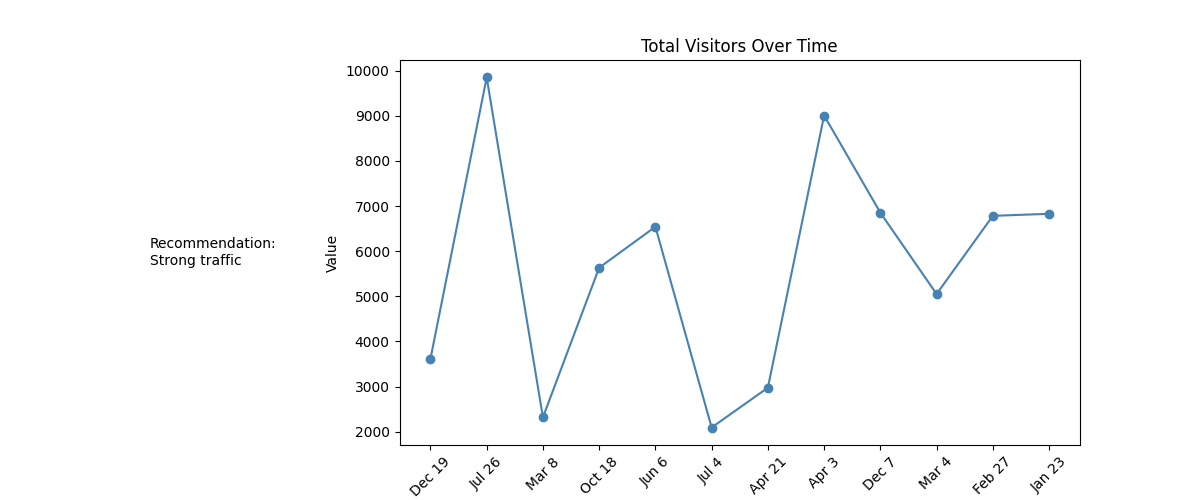 Total Visitors Over Time
10000
9000
8000
7000
6000
5000
4000
3000
2000
Value
Recommendation:
Strong traffic
Dec 19
Jul 26
Mar 8
Oct 18
Jun 6
Jul 4
Apr 21
Apr 3
Dec 7
Mar 4
Feb 27
Jan 23